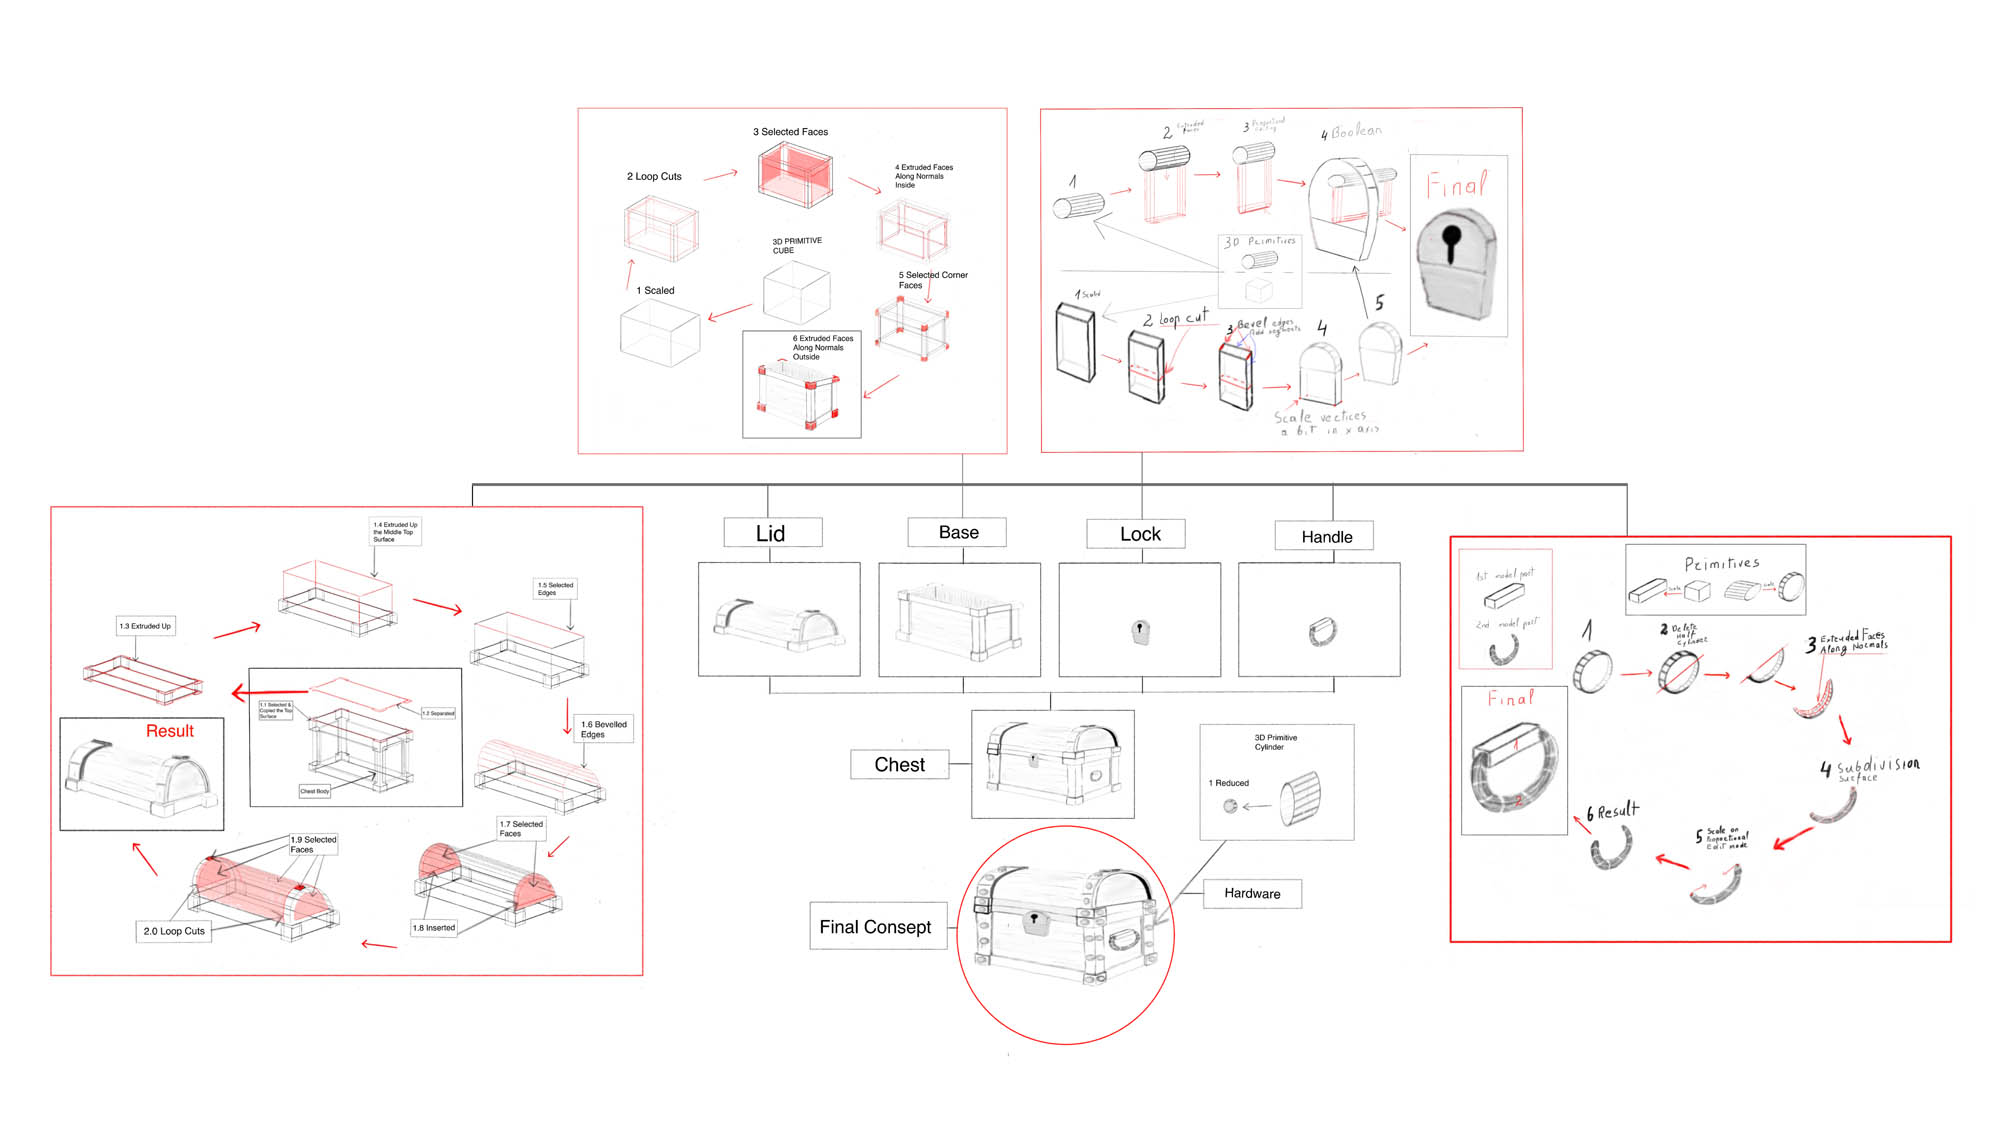 3 Selected Faces
2 Loop Cuts
4 Extruded Faces
Along Normals
Inside
3D PRIMITIVE
CUBE
5 Selected Corner
Faces
1 Scaled
6 Extruded Faces
Along Normals
Outside
2 Extruded
Faces
3 Proportional
Editing
4 Boolean
1
Final
3D Primitives
1 Scaled
2 Loop cut
3 Bevel edges
Add segments
4
5
Scale vectices
a bit in x axis
Lid
Base
Lock
Handle
1.4 Extruded Up
the Middle Top
Surface
1.5 Selected
Edges
1.3 Extruded Up
1.1 Selected &
Copied the Top
Surface
1.2 Separated
Chest Body
Result
1.6 Bevelled
Edges
1.7 Selected
Faces
1.9 Selected
Faces
2.0 Loop Cuts
1.8 Inserted
Chest
3D Primitive
Cylinder
1 Reduced
Hardware
Final Consept
1st model part
2nd model part
Primitives
Scale
Scale
1
2 Delete
Half
Cylinder
3 Extruded Faces
Along Normals
Final
1
2
4 Subdivision
Surface
5 Scale on
Proportional
Edit mode
6 Result